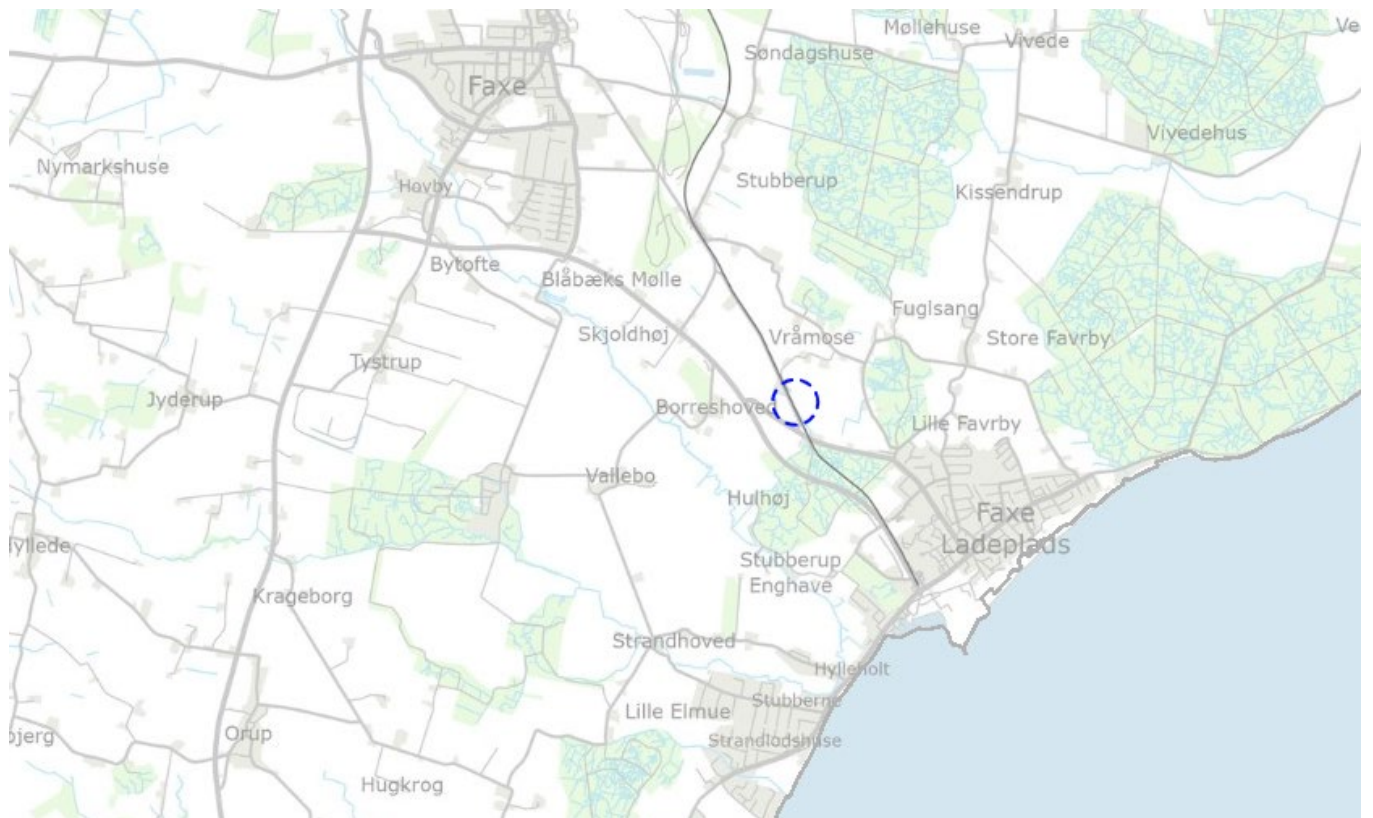 Møllehuse
Vivede
Ve
Søndagshuse
Faxe
Vivedehus
Nymarkshuse
Hovby
Stubberup
Kissendrup
Bytofte
Blåbæks Mølle
Fuglsang
Skjoldhøj
Vråmose
Store Favrby
Tystrup
Jyderup
Borreshoved
Lille Favrby
Vallebo
Hulhøj
Faxe
Ladeplads
yllede
Stubberup
Enghave
Krageborg
Strandhoved
Hylleholt
Stubberne
Lille Elmue
Orup
Strandlodshuse
bjerg
Hugkrog